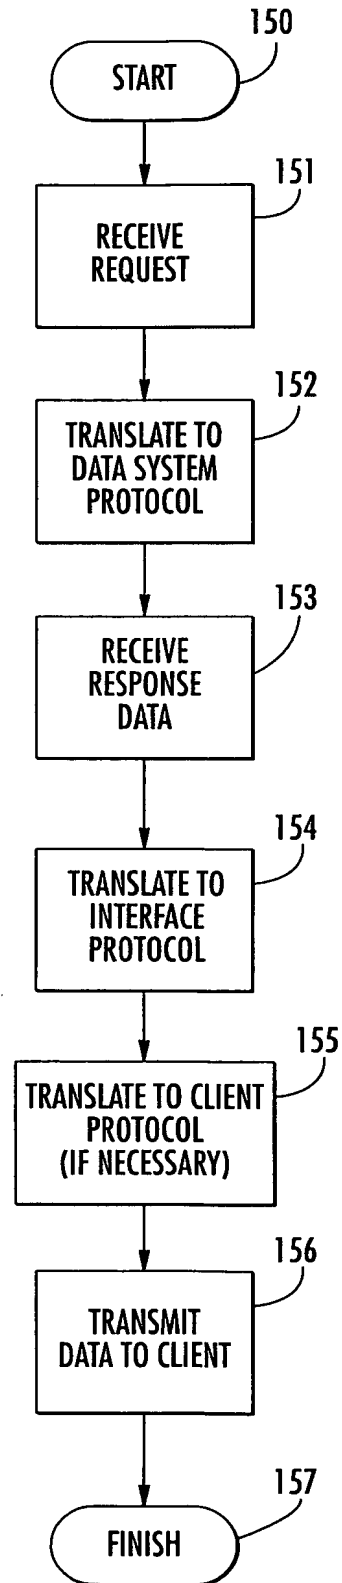 150
START
151
RECEIVE
REQUEST
152
TRANSLATE TO
DATA SYSTEM
PROTOCOL
153
RECEIVE
RESPONSE
DATA
154
TRANSLATE TO
INTERFACE
PROTOCOL
155
TRANSLATE TO CLIENT
PROTOCOL
(IF NECESSARY)
156
TRANSMIT
DATA TO CLIENT
157
FINISH